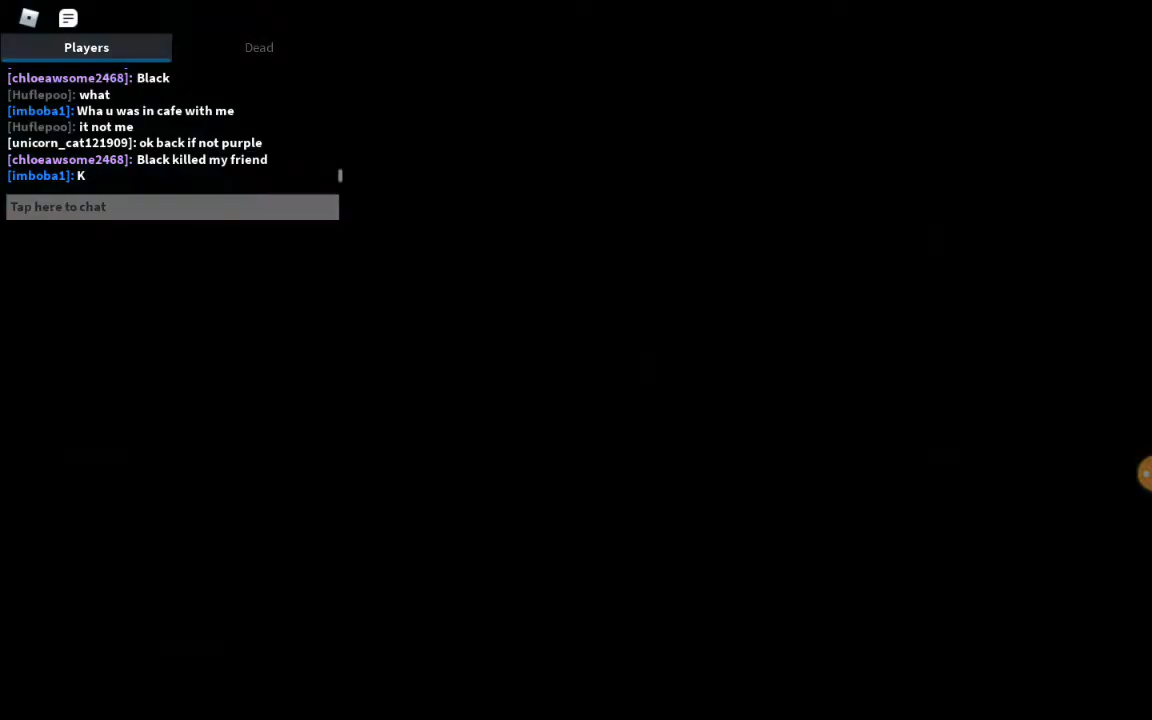 Players
Dead
[chloeawsome2468]: Black
[Huflepoo]: what
[imboba1]: Wha u was in cafe with me
[Huflepoo]: it not me
[unicorn_cat121909]: ok back if not purple
[chloeawsome2468]: Black killed my friend
[imboba1]: K
Tap here to chat